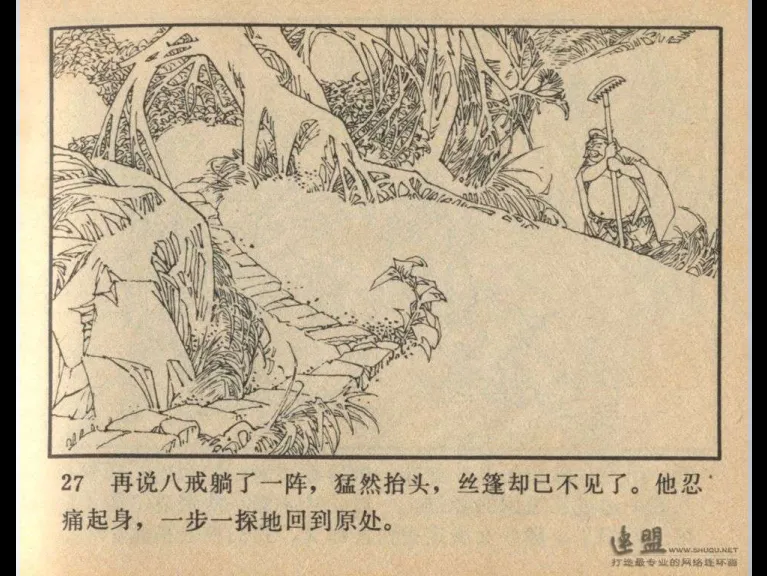 27 再说八戒躺了一阵，猛然抬头，丝篷却已不见了。他忍
痛起身，一步一探地回到原处。
连盟 WWW.SHUQU.NET
打造最专业的网络连环画